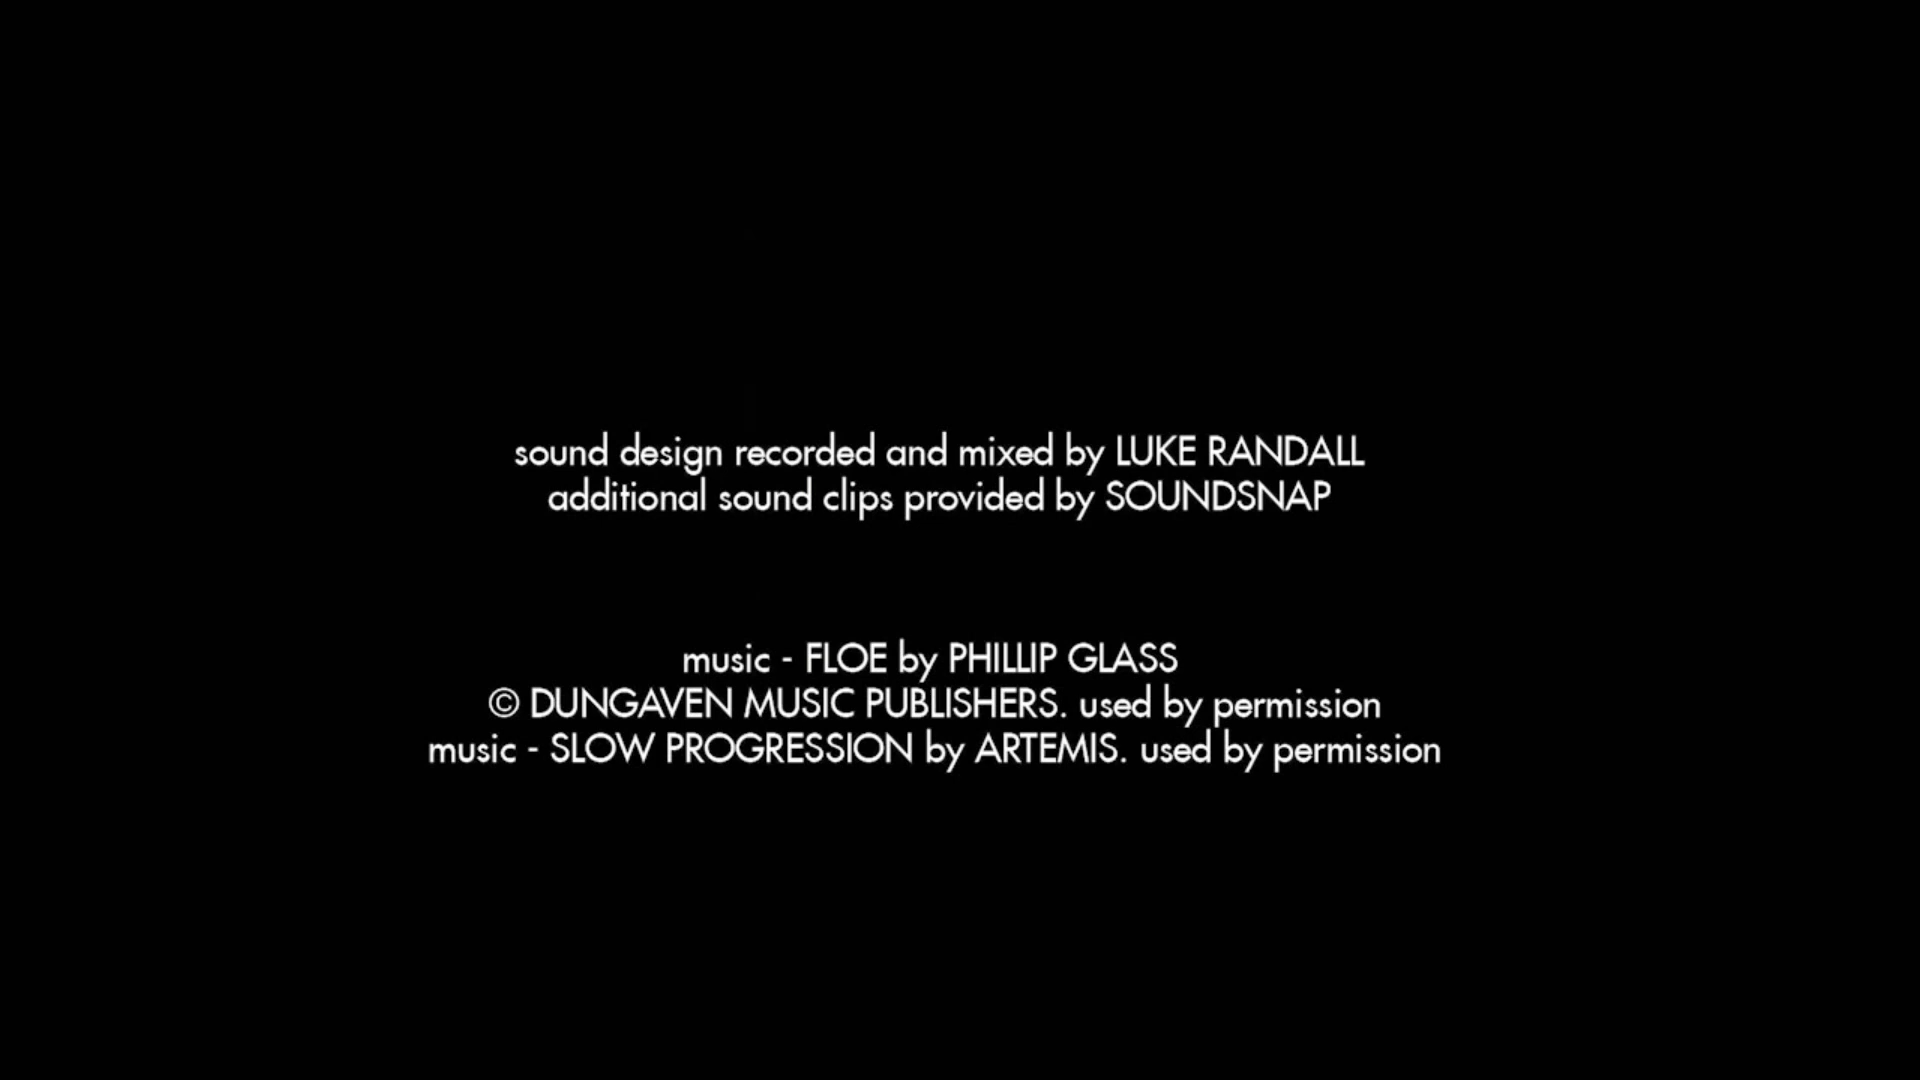 sound design recorded and mixed by LUKE RANDALL
additional sound clips provided by SOUNDSNAP
music - FLOE by PHILLIP GLASS
© DUNGAVEN MUSIC PUBLISHERS. used by permission
music - SLOW PROGRESSION by ARTEMIS. used by permission